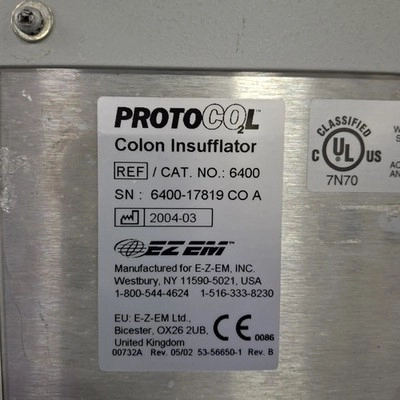 PROTOCO₂L™
Colon Insufflator
REF / CAT. NO.: 6400
SN : 6400-17819 CO A
2004-03
EZEM™
Manufactured for E-Z-EM, INC.
Westbury, NY 11590-5021, USA
1-800-544-4624 1-516-333-8230
EU: E-Z-EM Ltd.,
Bicester, OX26 2UB,
United Kingdom
CE 0086
00732A Rev. 05/02 53-56650-1 Rev. B
CLASSIFIED
C UL US
®
7N70